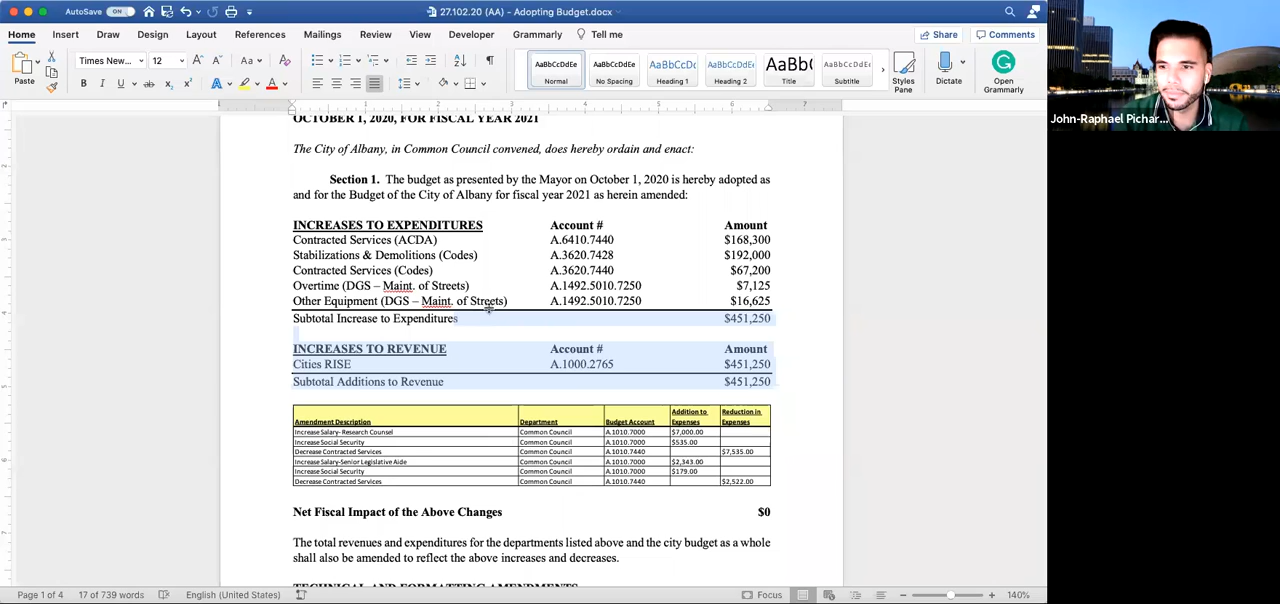 AutoSave ON 27.102.20 (AA) - Adopting Budget.docx
Home Insert Draw Design Layout References Mailings Review View Developer Grammarly Tell me Share Comments
Paste Times New... 12 Aa AaBbCcDdEe Normal AaBbCcDdEe No Spacing AaBbCcDc Heading 1 AaBbCcDdEe Heading 2 AaBb( Title AaBbCcDdEe Subtitle Styles Pane Dictate Open Grammarly
John-Raphael Pichar...
OCTOBER 1, 2020, FOR FISCAL YEAR 2021
The City of Albany, in Common Council convened, does hereby ordain and enact:
Section 1. The budget as presented by the Mayor on October 1, 2020 is hereby adopted as
and for the Budget of the City of Albany for fiscal year 2021 as herein amended:
INCREASES TO EXPENDITURES Account # Amount
Contracted Services (ACDA) A.6410.7440 $168,300
Stabilizations & Demolitions (Codes) A.3620.7428 $192,000
Contracted Services (Codes) A.3620.7440 $67,200
Overtime (DGS – Maint. of Streets) A.1492.5010.7250 $7,125
Other Equipment (DGS – Maint. of Streets) A.1492.5010.7250 $16,625
Subtotal Increase to Expenditures $451,250
INCREASES TO REVENUE Account # Amount
Cities RISE A.1000.2765 $451,250
Subtotal Additions to Revenue $451,250
Amendment Description Department Budget Account Addition to Expenses Reduction in Expenses
Increase Salary- Research Counsel Common Council A.1010.7000 $7,000.00
Increase Social Security Common Council A.1010.7000 $535.00
Decrease Contracted Services Common Council A.1010.7440 $7,535.00
Increase Salary-Senior Legislative Aide Common Council A.1010.7000 $2,343.00
Increase Social Security Common Council A.1010.7000 $179.00
Decrease Contracted Services Common Council A.1010.7440 $2,522.00
Net Fiscal Impact of the Above Changes $0
The total revenues and expenditures for the departments listed above and the city budget as a whole
shall also be amended to reflect the above increases and decreases.
TECHNICAL AND FORMATTING AMENDMENTS
Page 1 of 4 17 of 739 words English (United States) Focus 140%